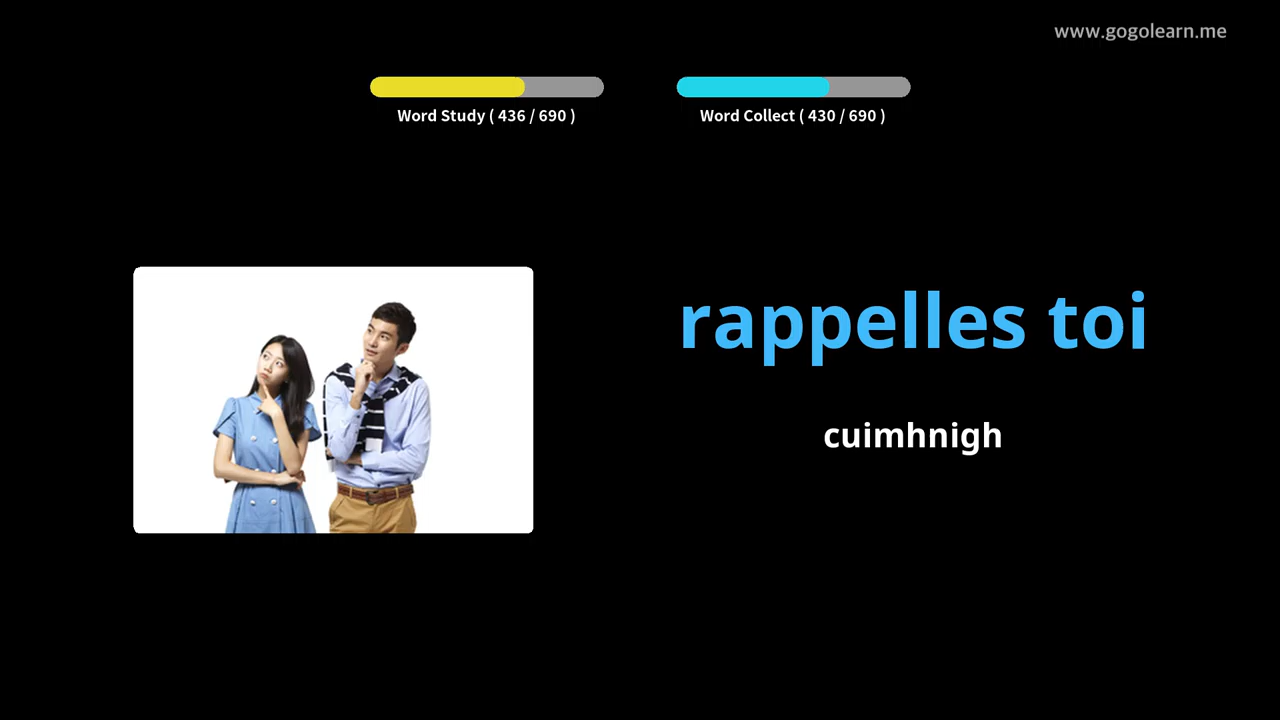 www.gogolearn.me
Word Study ( 436 / 690 )
Word Collect ( 430 / 690 )
rappelles toi
cuimhnigh